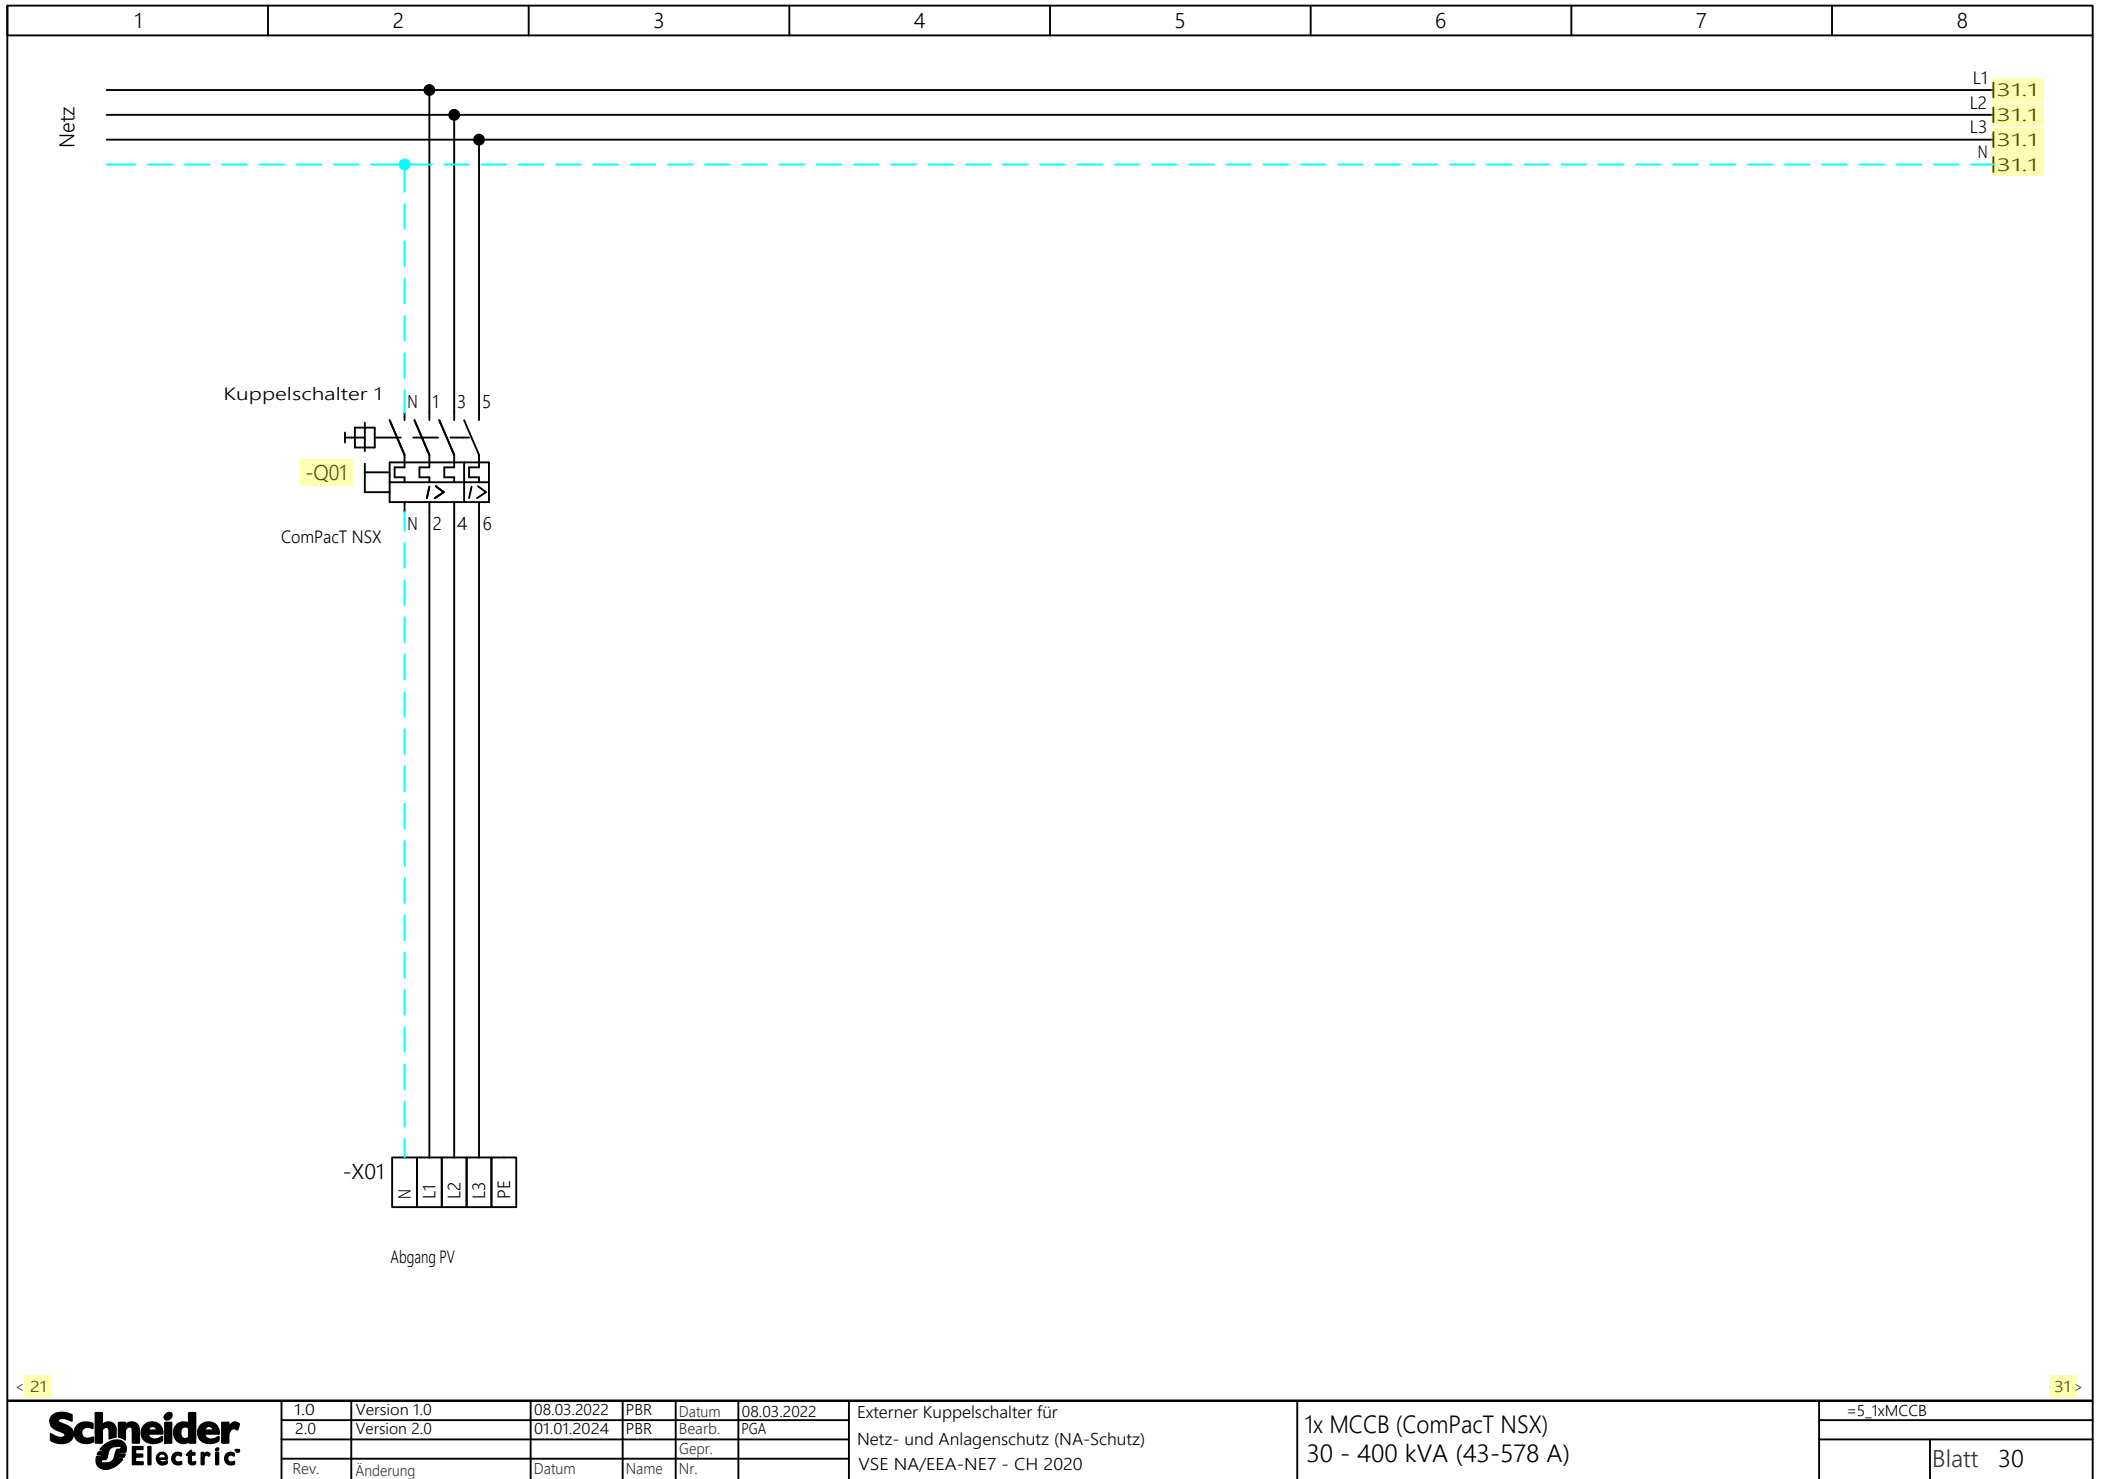 1 2 3 4 5 6 7 8
L1
31.1
L2
31.1
L3
31.1
N
31.1
Netz
Kuppelschalter 1
N 1 3 5
-Q01
I> I>
N 2 4 6
ComPacT NSX
-X01
N L1 L2 L3 PE
Abgang PV
< 21
31 >
Schneider
Electric
1.0 Version 1.0 08.03.2022 PBR Datum 08.03.2022
2.0 Version 2.0 01.01.2024 PBR Bearb. PGA
Gepr.
Rev. Änderung Datum Name Nr.
Externer Kuppelschalter für
Netz- und Anlagenschutz (NA-Schutz)
VSE NA/EEA-NE7 - CH 2020
1x MCCB (ComPacT NSX)
30 - 400 kVA (43-578 A)
=5_1xMCCB
Blatt 30